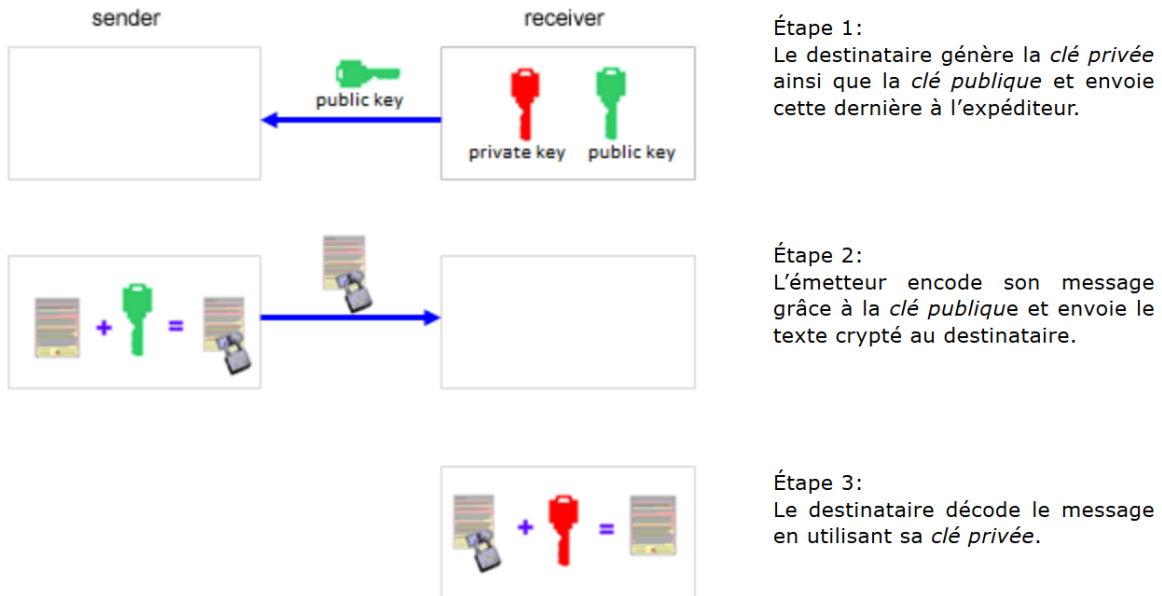 sender
receiver
public key
private key
public key
Étape 1:
Le destinataire génère la clé privée
ainsi que la clé publique et envoie
cette dernière à l’expéditeur.
+
=
Étape 2:
L’émetteur encode son message
grâce à la clé publique et envoie le
texte crypté au destinataire.
+
=
Étape 3:
Le destinataire décode le message
en utilisant sa clé privée.